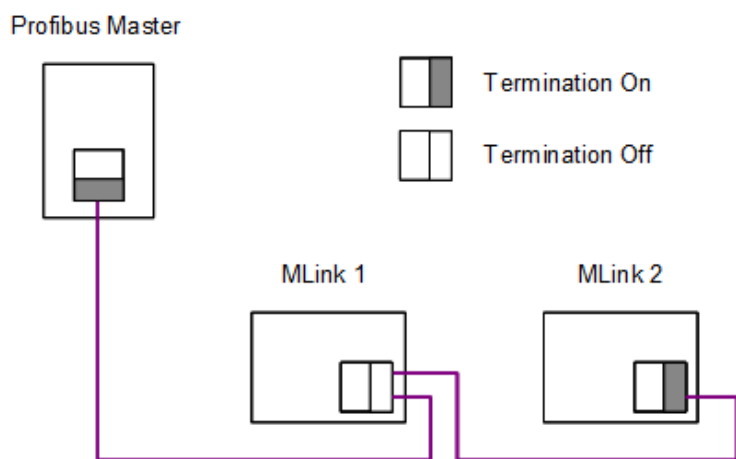 Profibus Master
Termination On
Termination Off
MLink 1
MLink 2